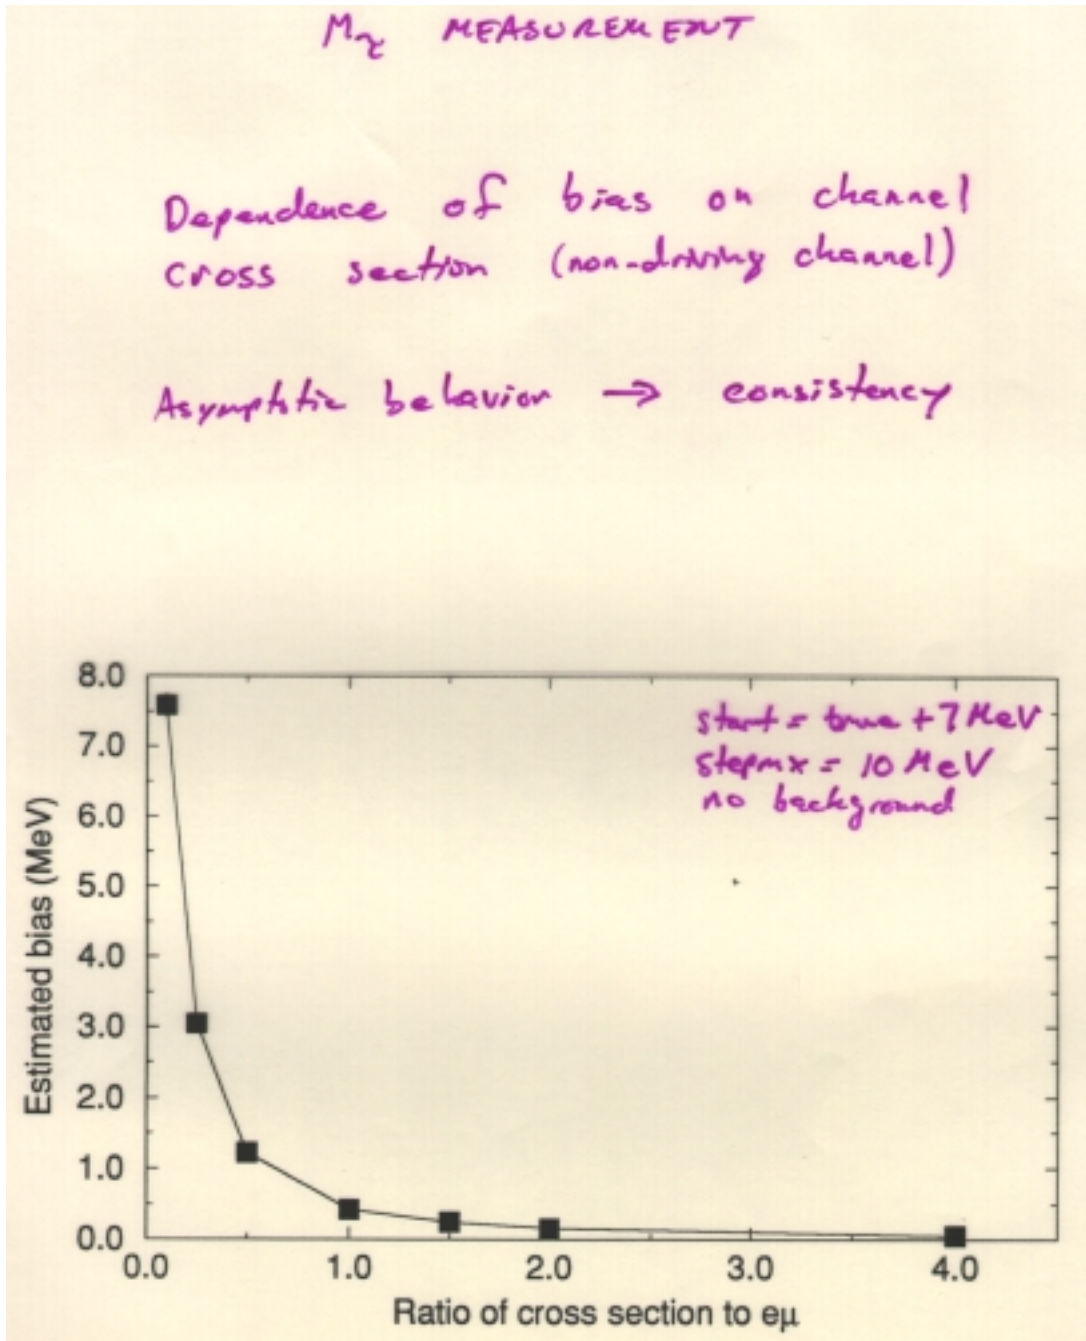 Mτ MEASUREMENT
Dependence of bias on channel
cross section (non-driving channel)
Asymptotic behavior → consistency
8.0
7.0
6.0
5.0
4.0
3.0
2.0
1.0
0.0
Estimated bias (MeV)
start = true + 7 MeV
stepmx = 10 MeV
no background
0.0 1.0 2.0 3.0 4.0
Ratio of cross section to eμ